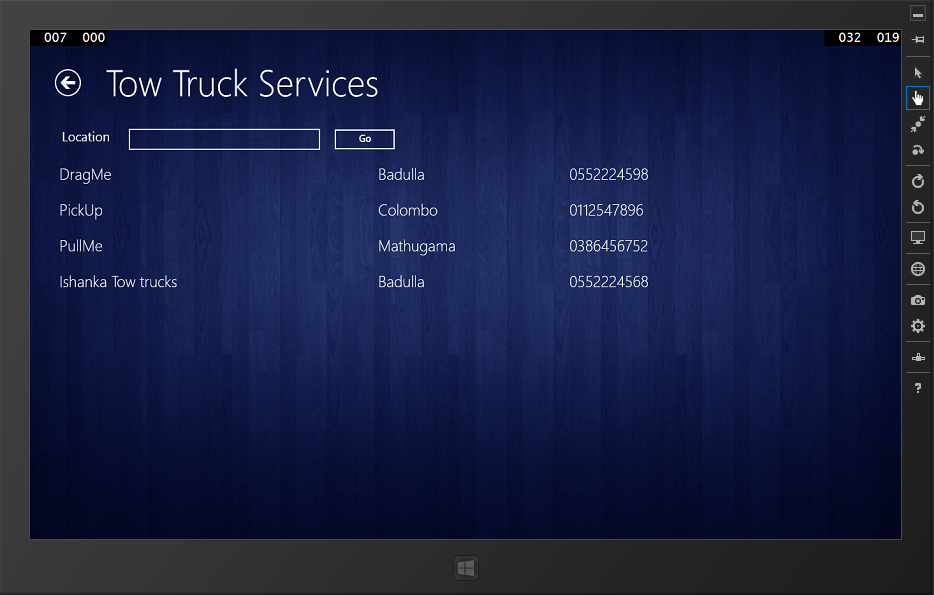 007 000 032 019
Tow Truck Services
Location Go
DragMe Badulla 0552224598
PickUp Colombo 0112547896
PullMe Mathugama 0386456752
Ishanka Tow trucks Badulla 0552224568
?